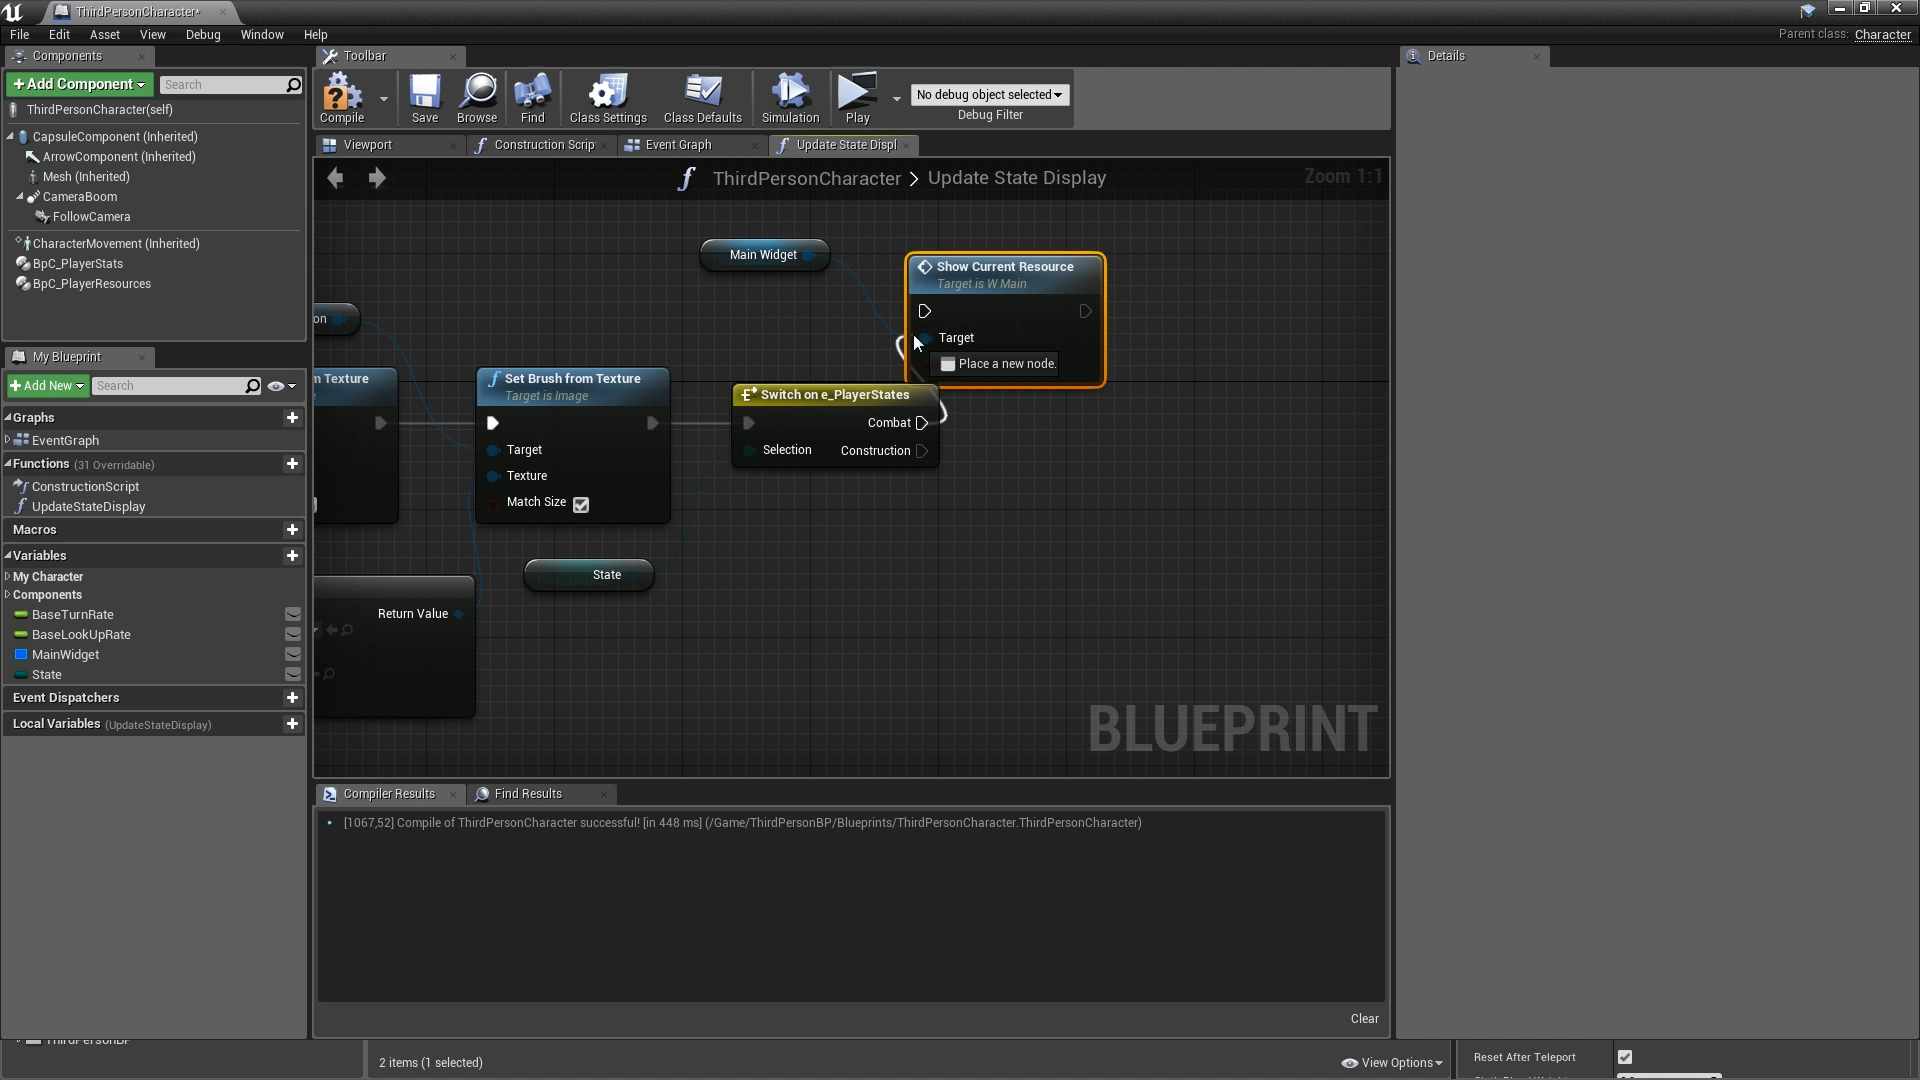 ThirdPersonCharacter*
File Edit Asset View Debug Window Help
Parent class: Character
Components
Toolbar
Details
Add Component
Search
ThirdPersonCharacter(self)
CapsuleComponent (Inherited)
ArrowComponent (Inherited)
Mesh (Inherited)
CameraBoom
FollowCamera
CharacterMovement (Inherited)
BpC_PlayerStats
BpC_PlayerResources
Compile
Save
Browse
Find
Class Settings
Class Defaults
Simulation
Play
No debug object selected
Debug Filter
Viewport
Construction Scrip
Event Graph
Update State Displ
ThirdPersonCharacter > Update State Display
Zoom 1:1
Main Widget
Show Current Resource
Target is W Main
Target
Place a new node.
on
m Texture
Set Brush from Texture
Target is Image
Target
Texture
Match Size
Switch on e_PlayerStates
Combat
Selection
Construction
State
Return Value
BLUEPRINT
My Blueprint
Add New
Search
Graphs
EventGraph
Functions (31 Overridable)
ConstructionScript
UpdateStateDisplay
Macros
Variables
My Character
Components
BaseTurnRate
BaseLookUpRate
MainWidget
State
Event Dispatchers
Local Variables (UpdateStateDisplay)
Compiler Results
Find Results
[1067,52] Compile of ThirdPersonCharacter successful! [in 448 ms] (/Game/ThirdPersonBP/Blueprints/ThirdPersonCharacter.ThirdPersonCharacter)
Clear
ThirdPersonBP
2 items (1 selected)
View Options
Reset After Teleport